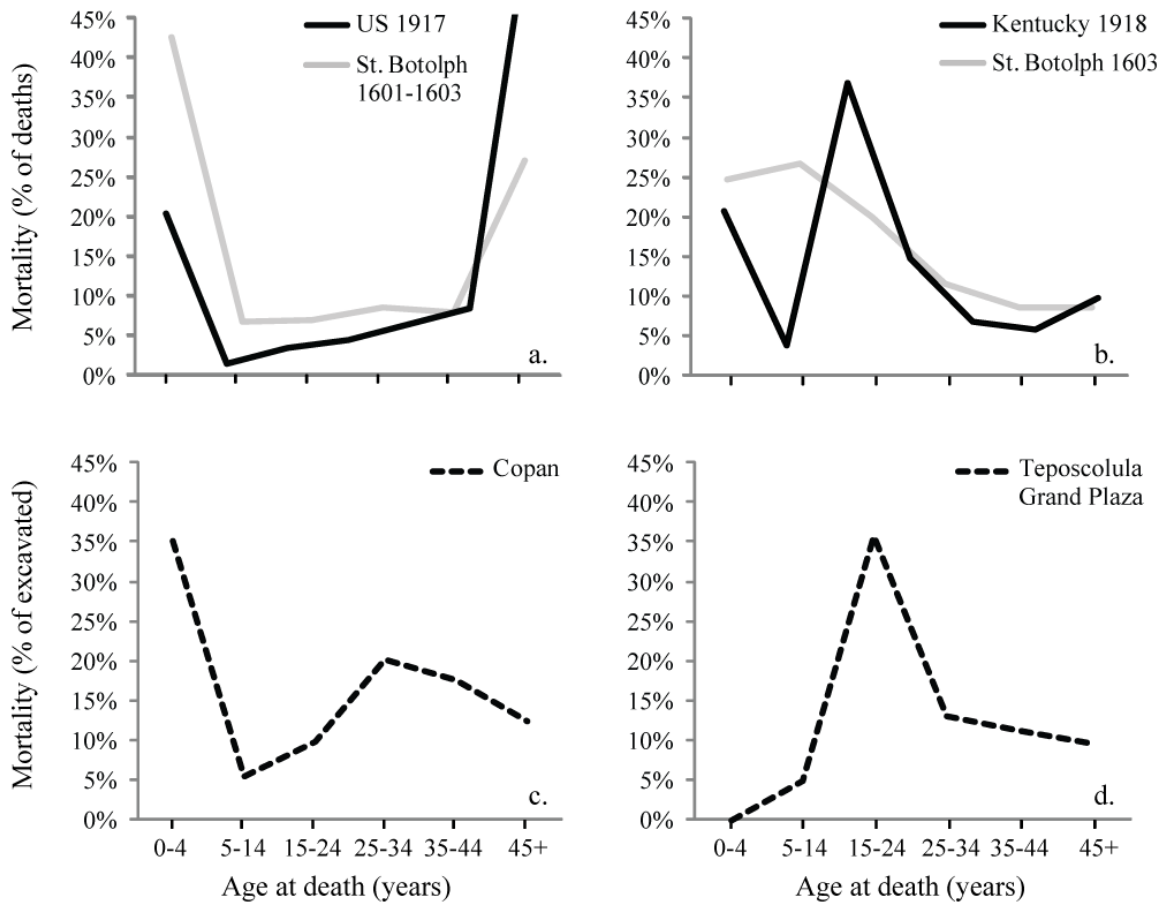 Mortality (% of deaths)
45%
40%
35%
30%
25%
20%
15%
10%
5%
0%
US 1917
St. Botolph
1601-1603
a.
45%
40%
35%
30%
25%
20%
15%
10%
5%
0%
Kentucky 1918
St. Botolph 1603
b.
Mortality (% of excavated)
45%
40%
35%
30%
25%
20%
15%
10%
5%
0%
Copan
c.
0-4 5-14 15-24 25-34 35-44 45+
Age at death (years)
45%
40%
35%
30%
25%
20%
15%
10%
5%
0%
Teposcolula
Grand Plaza
d.
0-4 5-14 15-24 25-34 35-44 45+
Age at death (years)